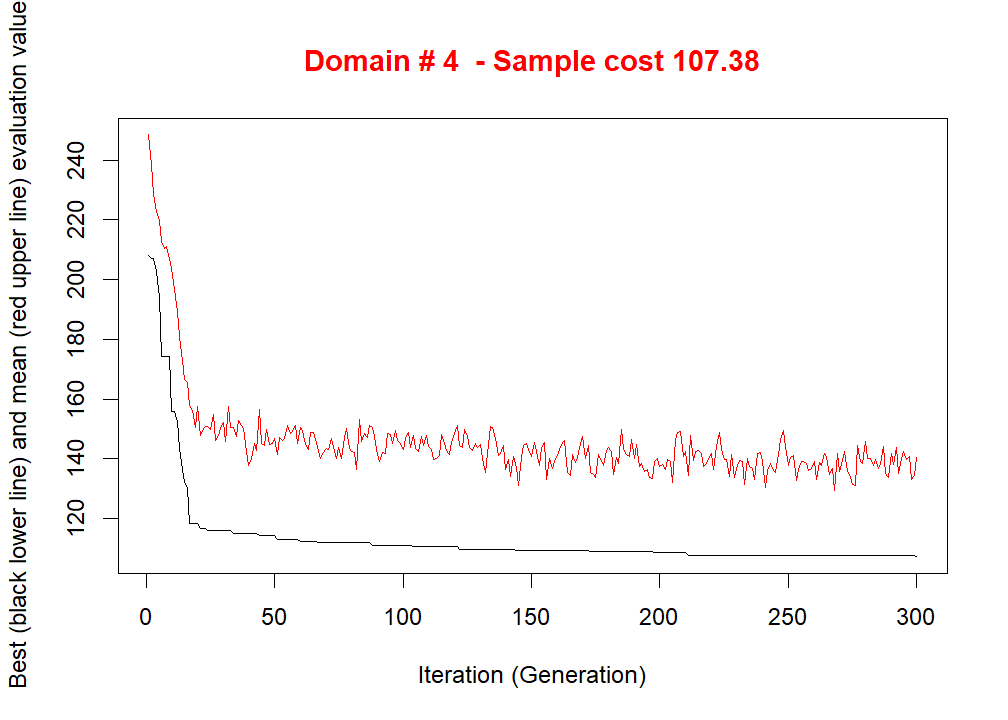 Domain # 4  - Sample cost 107.38
Best (black lower line) and mean (red upper line) evaluation value
240
220
200
180
160
140
120
0 50 100 150 200 250 300
Iteration (Generation)